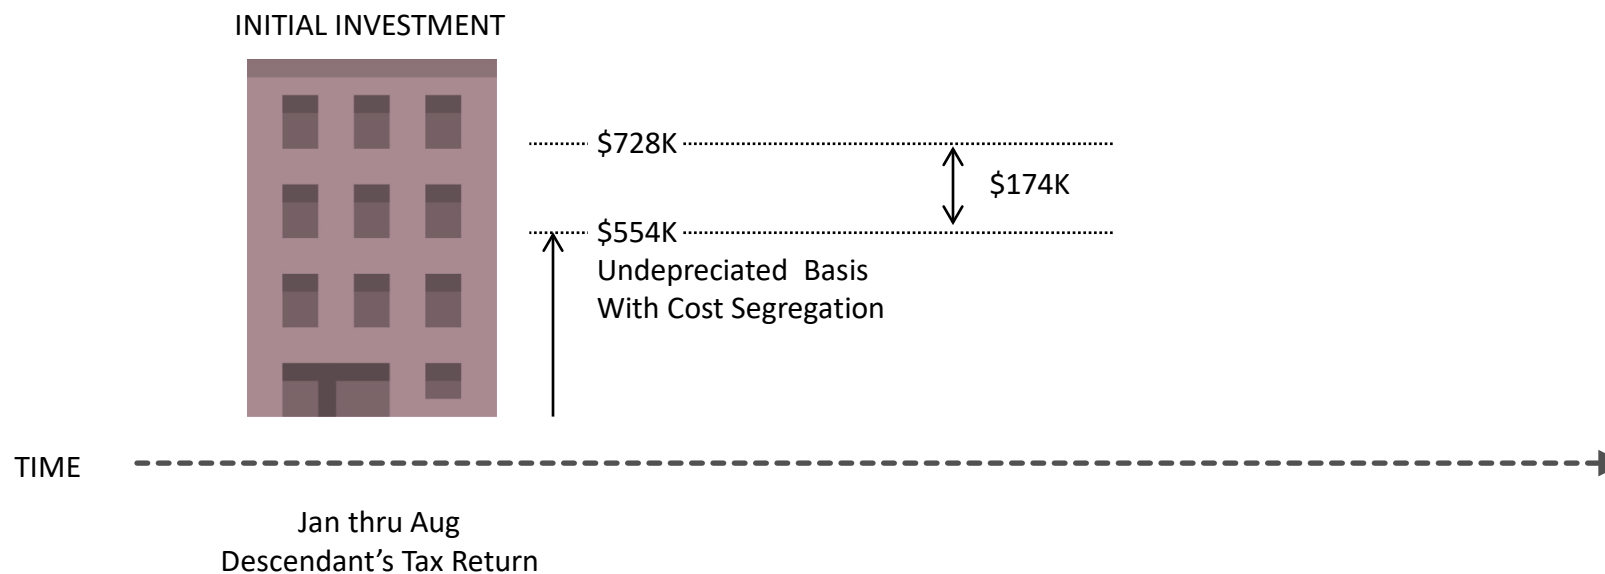 INITIAL INVESTMENT
$728K
$174K
$554K
Undepreciated  Basis
With Cost Segregation
TIME
Jan thru Aug
Descendant’s Tax Return